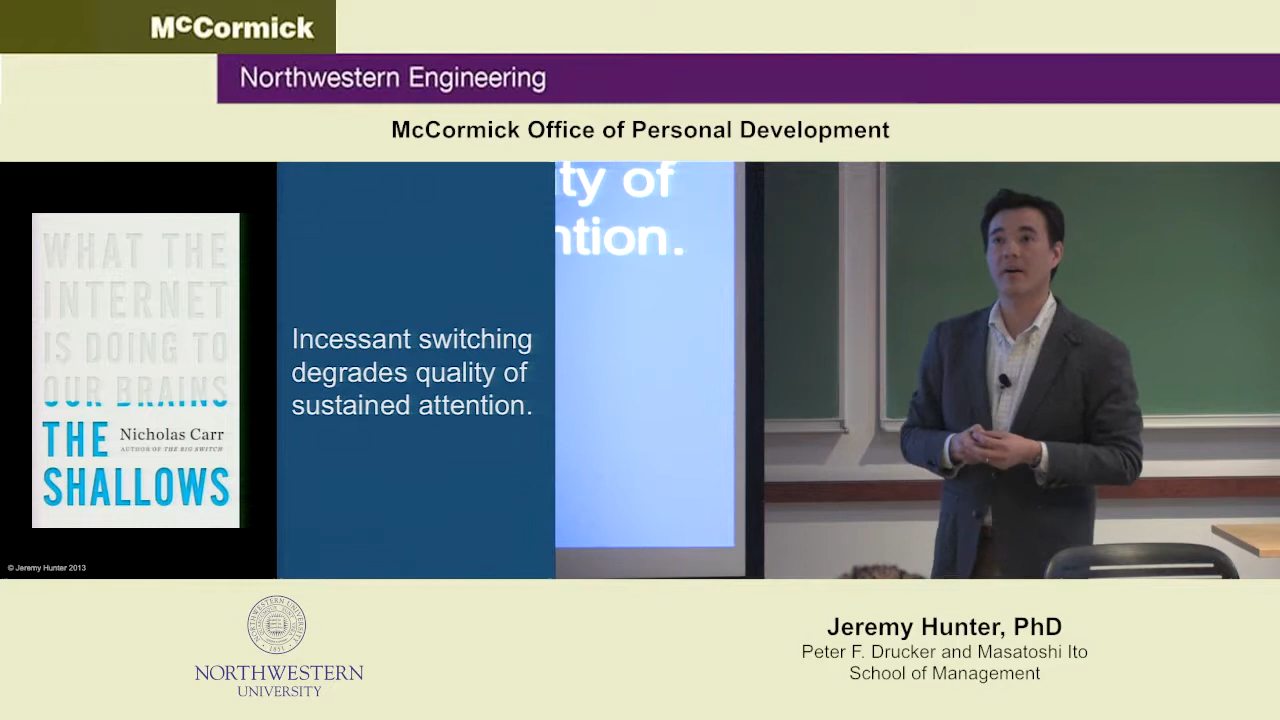 McCormick
Northwestern Engineering
McCormick Office of Personal Development
WHAT THE
INTERNET
IS DOING TO
OUR BRAINS
THE
Nicholas Carr
AUTHOR OF THE BIG SWITCH
SHALLOWS
© Jeremy Hunter 2013
Incessant switching
degrades quality of
sustained attention.
ty of
ntion.
NORTHWESTERN
UNIVERSITY
Jeremy Hunter, PhD
Peter F. Drucker and Masatoshi Ito
School of Management